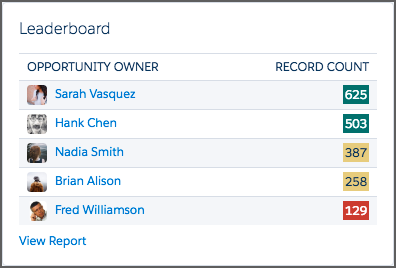 Leaderboard
OPPORTUNITY OWNER RECORD COUNT
Sarah Vasquez 625
Hank Chen 503
Nadia Smith 387
Brian Alison 258
Fred Williamson 129
View Report